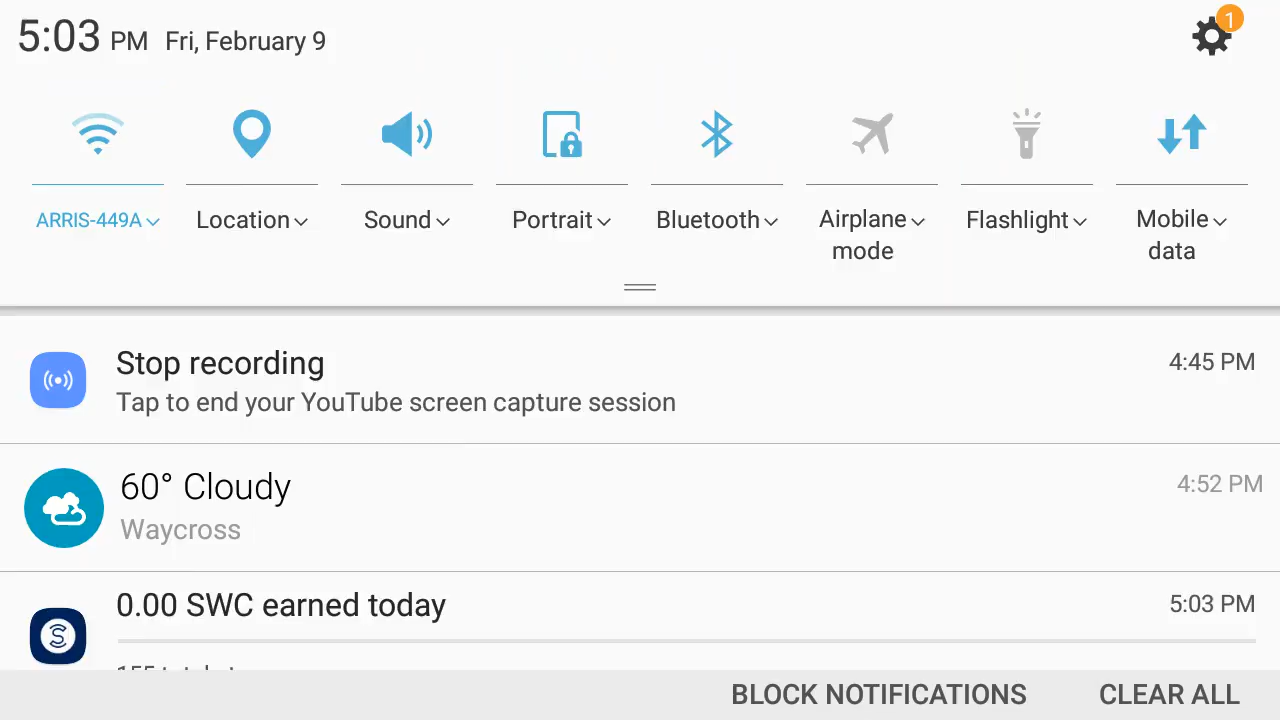 5:03 PM Fri, February 9
1
ARRIS-449A Location Sound Portrait Bluetooth Airplane mode Flashlight Mobile data
Stop recording 4:45 PM
Tap to end your YouTube screen capture session
60° Cloudy 4:52 PM
Waycross
0.00 SWC earned today 5:03 PM
BLOCK NOTIFICATIONS CLEAR ALL